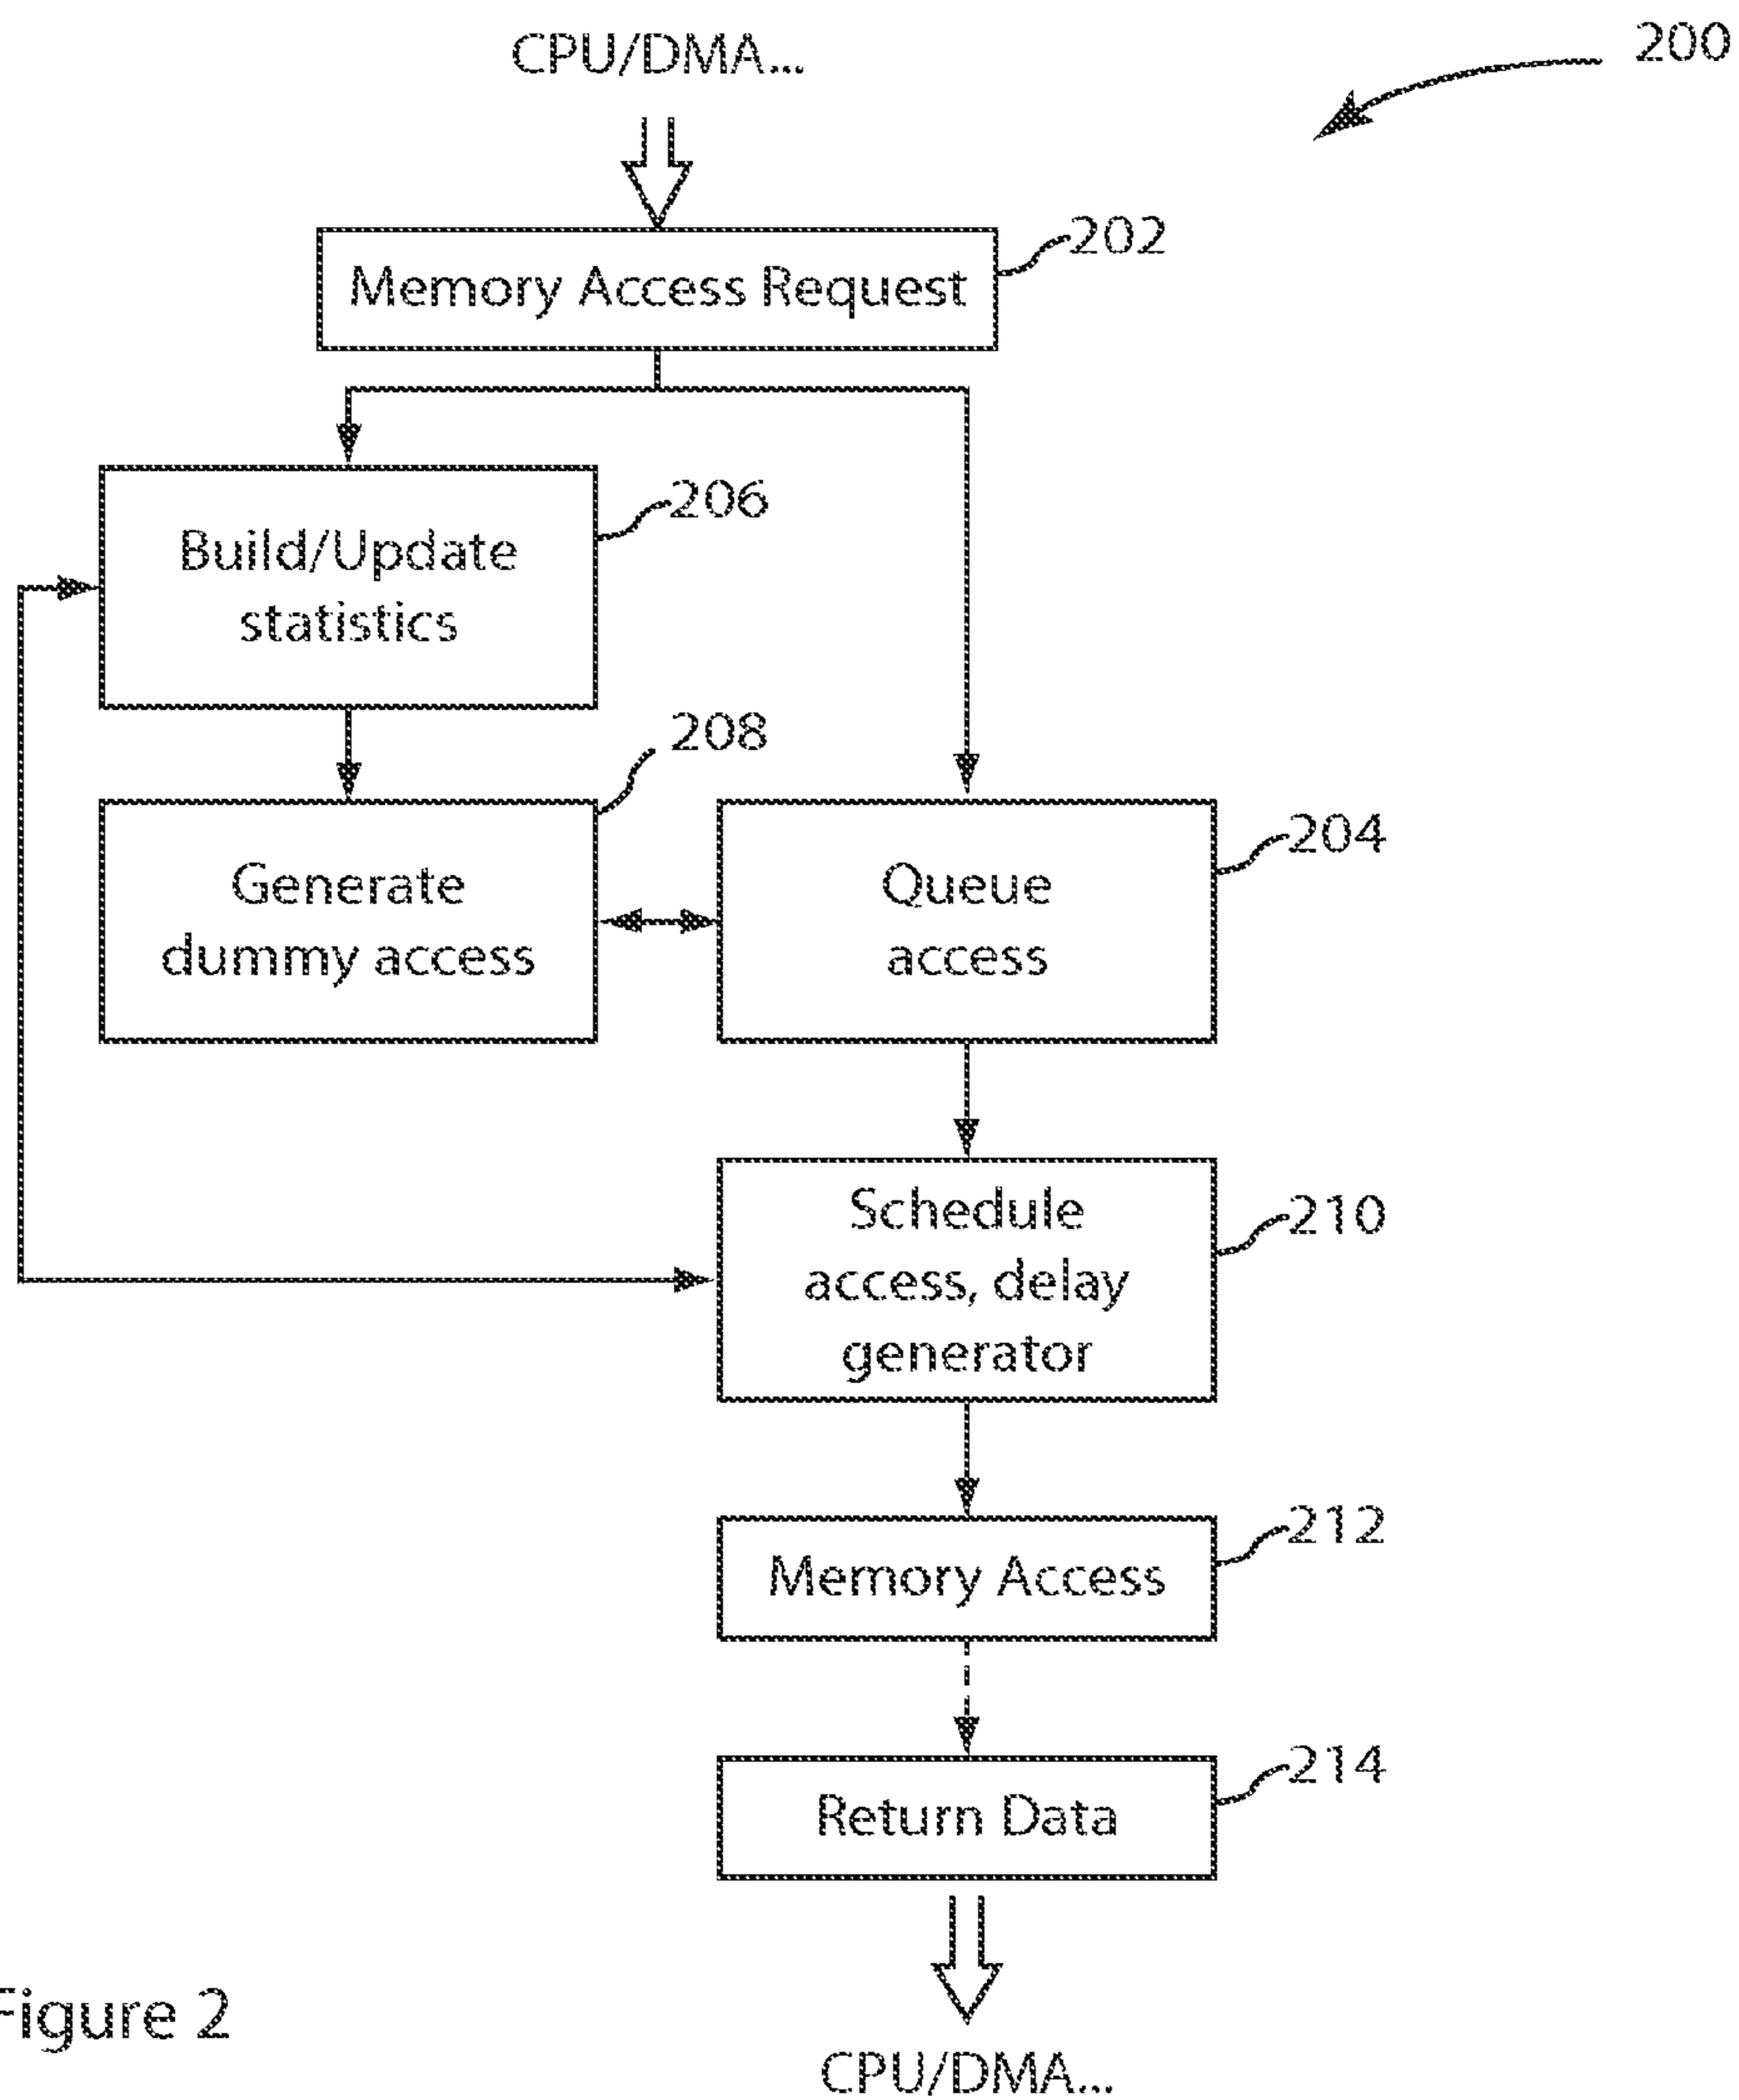 CPU/DMA...
200
Memory Access Request
202
Build/Update
statistics
206
Generate
dummy access
208
Queue
access
204
Schedule
access, delay
generator
210
Memory Access
212
Return Data
214
CPU/DMA...
Figure 2